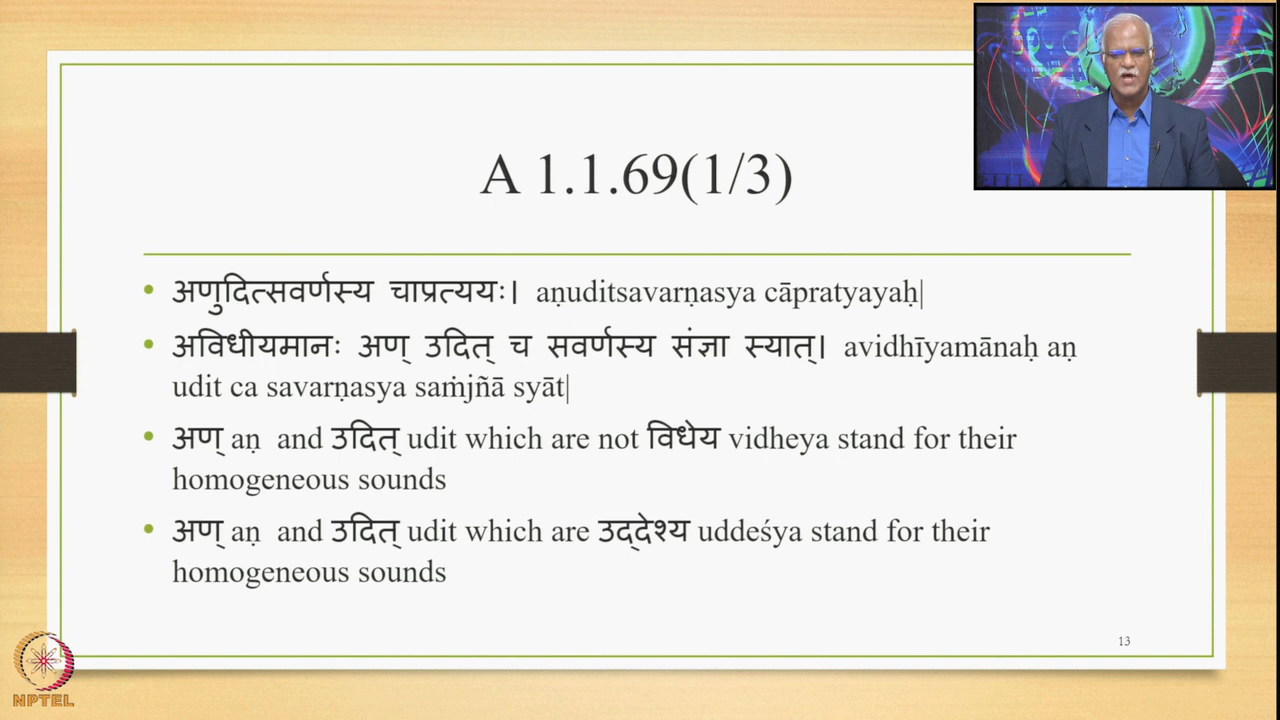 A 1.1.69(1/3)
• अणुदित्सवर्णस्य चाप्रत्ययः। aṇuditsavarṇasya cāpratyayaḥ|
• अविधीयमानः अण् उदित् च सवर्णस्य संज्ञा स्यात्। avidhīyamānaḥ aṇ
udit ca savarṇasya saṁjñā syāt|
• अण् aṇ and उदित् udit which are not विधेय vidheya stand for their
homogeneous sounds
• अण् aṇ and उदित् udit which are उद्देश्य uddeśya stand for their
homogeneous sounds
13
NPTEL